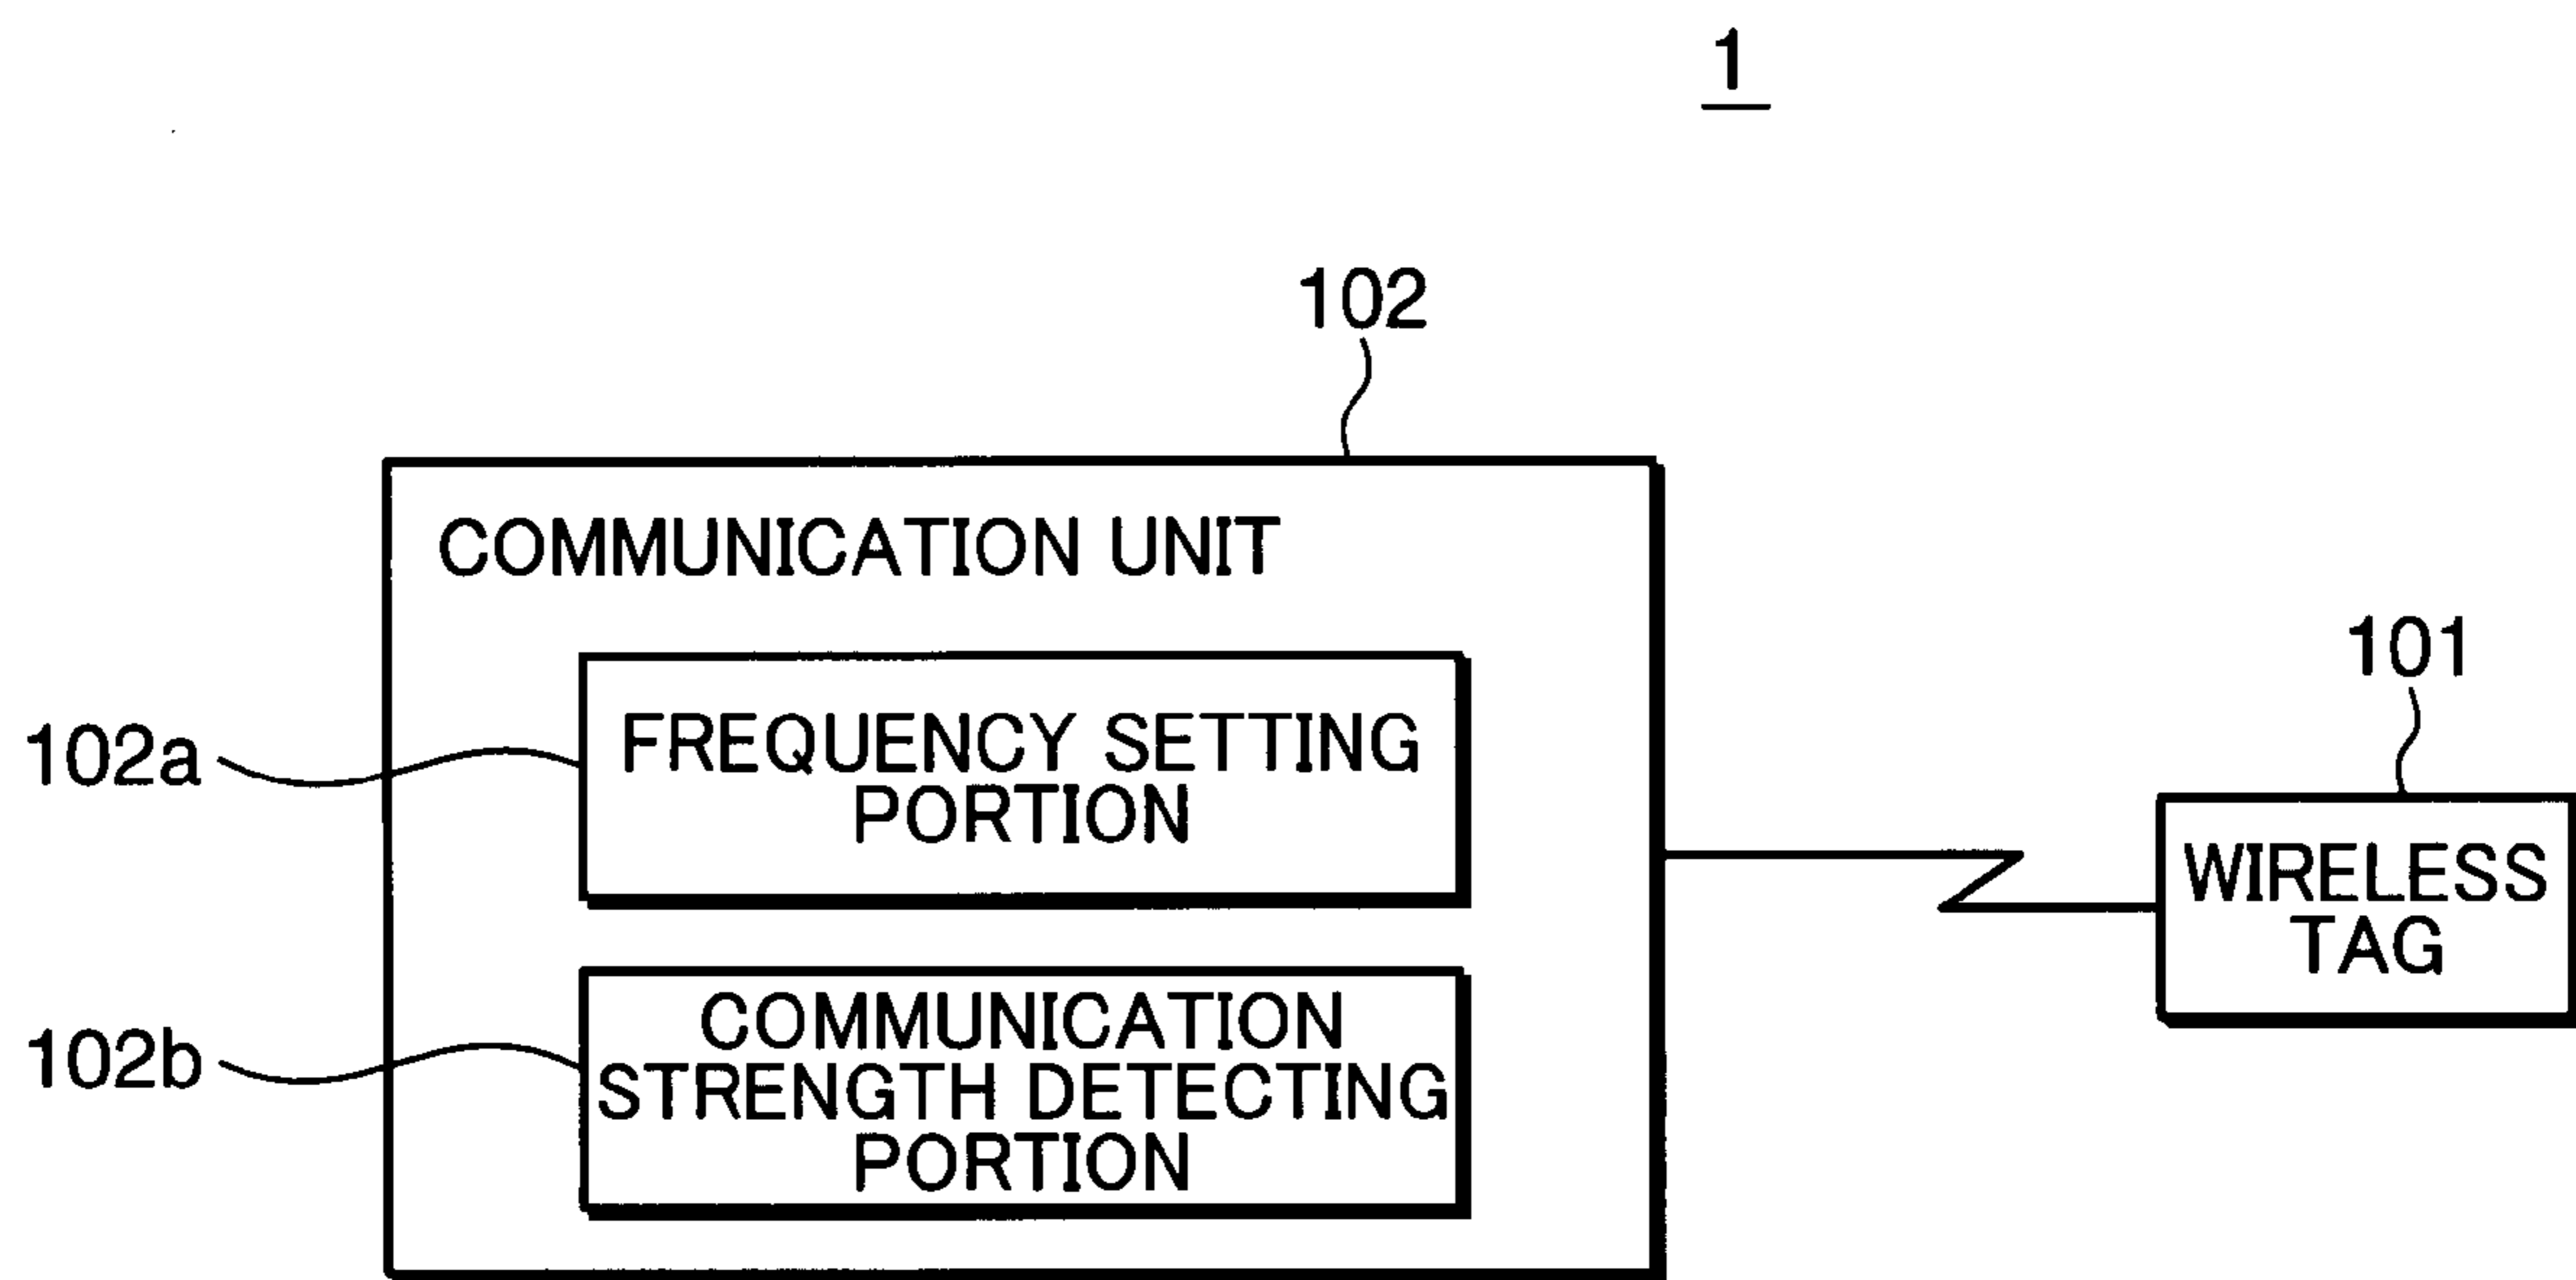 1
102
COMMUNICATION UNIT
102a
FREQUENCY SETTING
PORTION
102b
COMMUNICATION
STRENGTH DETECTING
PORTION
101
WIRELESS
TAG